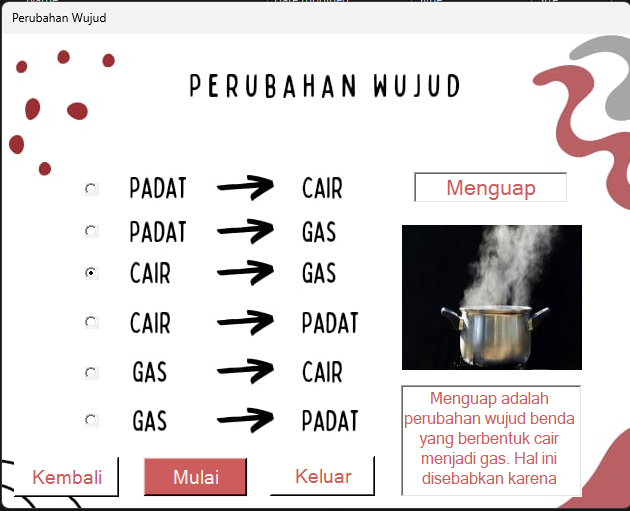 Perubahan Wujud
PERUBAHAN WUJUD
PADAT CAIR
PADAT GAS
CAIR GAS
CAIR PADAT
GAS CAIR
GAS PADAT
Menguap
Menguap adalah
perubahan wujud benda
yang berbentuk cair
menjadi gas. Hal ini
disebabkan karena
Kembali
Mulai
Keluar